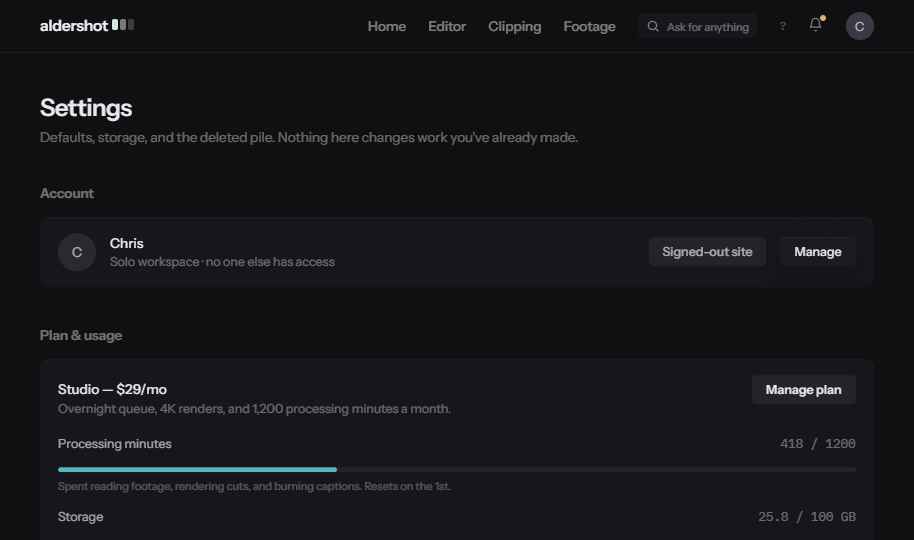 aldershot
Home Editor Clipping Footage Ask for anything ? C
Settings
Defaults, storage, and the deleted pile. Nothing here changes work you've already made.
Account
C
Chris
Solo workspace · no one else has access
Signed-out site
Manage
Plan & usage
Studio — $29/mo
Overnight queue, 4K renders, and 1,200 processing minutes a month.
Manage plan
Processing minutes 418 / 1200
Spent reading footage, rendering cuts, and burning captions. Resets on the 1st.
Storage 25.8 / 100 GB